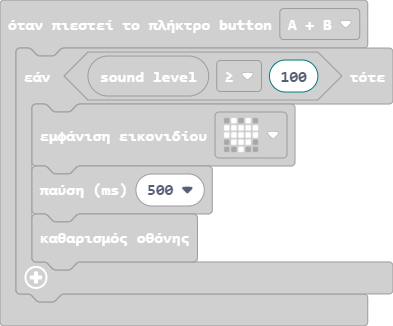 όταν πιεστεί το πλήκτρο button A + B
εάν sound level ≥ 100 τότε
εμφάνιση εικονιδίου
παύση (ms) 500
καθαρισμός οθόνης